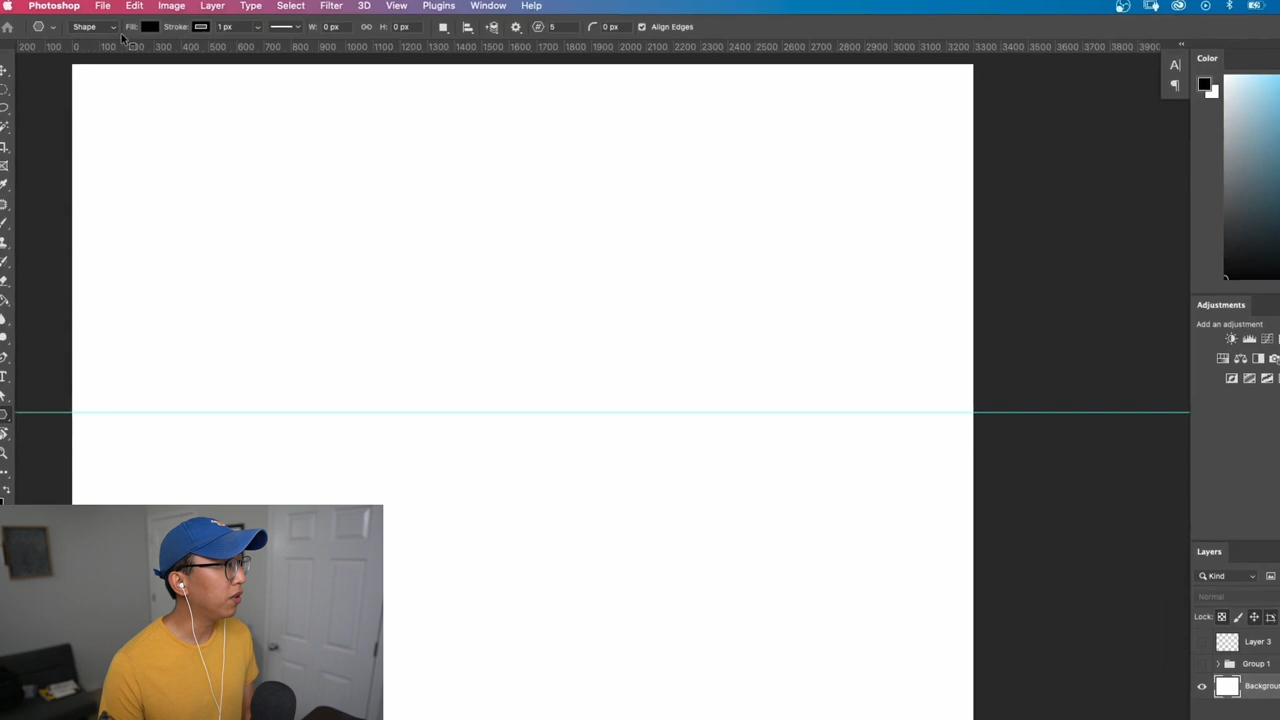 Photoshop File Edit Image Layer Type Select Filter 3D View Plugins Window Help
Shape Fill: Stroke: 1 px W: 0 px H: 0 px 5 0 px Align Edges
200 100 0 100 200 300 400 500 600 700 800 900 1000 1100 1200 1300 1400 1500 1600 1700 1800 1900 2000 2100 2200 2300 2400 2500 2600 2700 2800 2900 3000 3100 3200 3300 3400 3500 3600 3700 3800 3900
Color
Adjustments
Add an adjustment
Layers
Kind
Normal
Lock:
Layer 3
Group 1
Backgrou